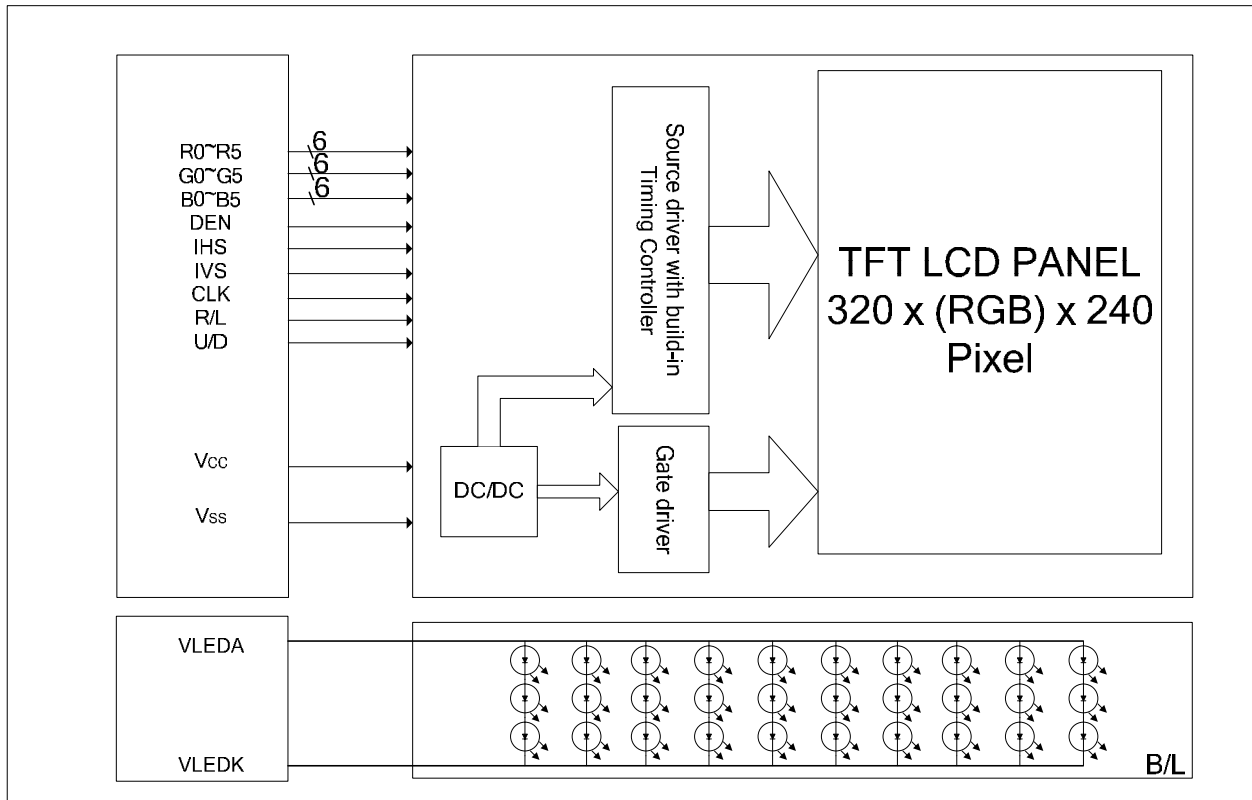 R0~R5
6
G0~G5
6
B0~B5
6
DEN
IHS
IVS
CLK
R/L
U/D
Vcc
Vss
Source driver with build-in
Timing Controller
DC/DC
Gate driver
TFT LCD PANEL
320 x (RGB) x 240
Pixel
VLEDA
VLEDK
B/L